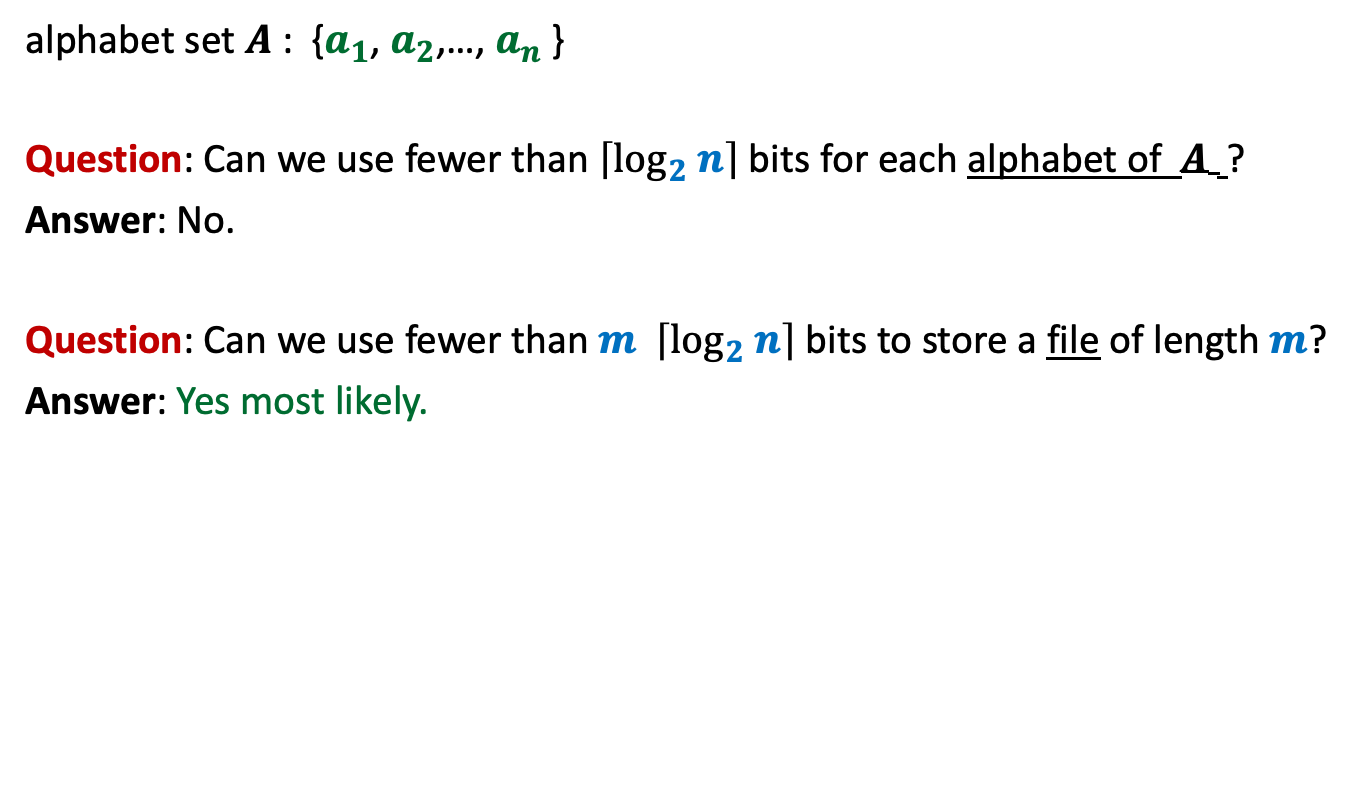 alphabet set A : {a₁, a₂,..., aₙ }
Question: Can we use fewer than ⌈log₂ n⌉ bits for each alphabet of A ?
Answer: No.
Question: Can we use fewer than m ⌈log₂ n⌉ bits to store a file of length m?
Answer: Yes most likely.